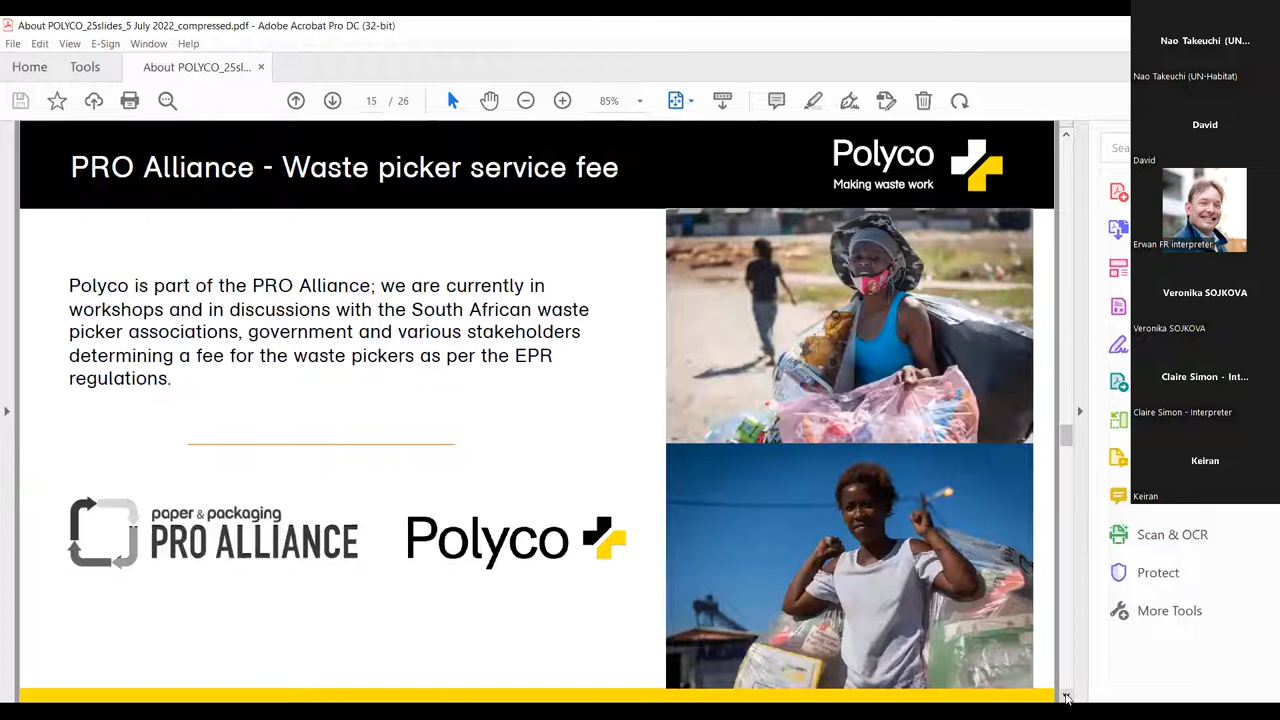 About POLYCO_25slides_5 July 2022_compressed.pdf - Adobe Acrobat Pro DC (32-bit)
File Edit View E-Sign Window Help
Home Tools About POLYCO_25sl... ×
15 / 26 85%
PRO Alliance - Waste picker service fee
Polyco
Making waste work
Polyco is part of the PRO Alliance; we are currently in
workshops and in discussions with the South African waste
picker associations, government and various stakeholders
determining a fee for the waste pickers as per the EPR
regulations.
paper & packaging
PRO ALLIANCE
Polyco
Sea
Nao Takeuchi (UN...
Nao Takeuchi (UN-Habitat)
David
David
Erwan FR interpreter
Veronika SOJKOVA
Veronika SOJKOVA
Claire Simon - Int...
Claire Simon - Interpreter
Keiran
Keiran
Scan & OCR
Protect
More Tools